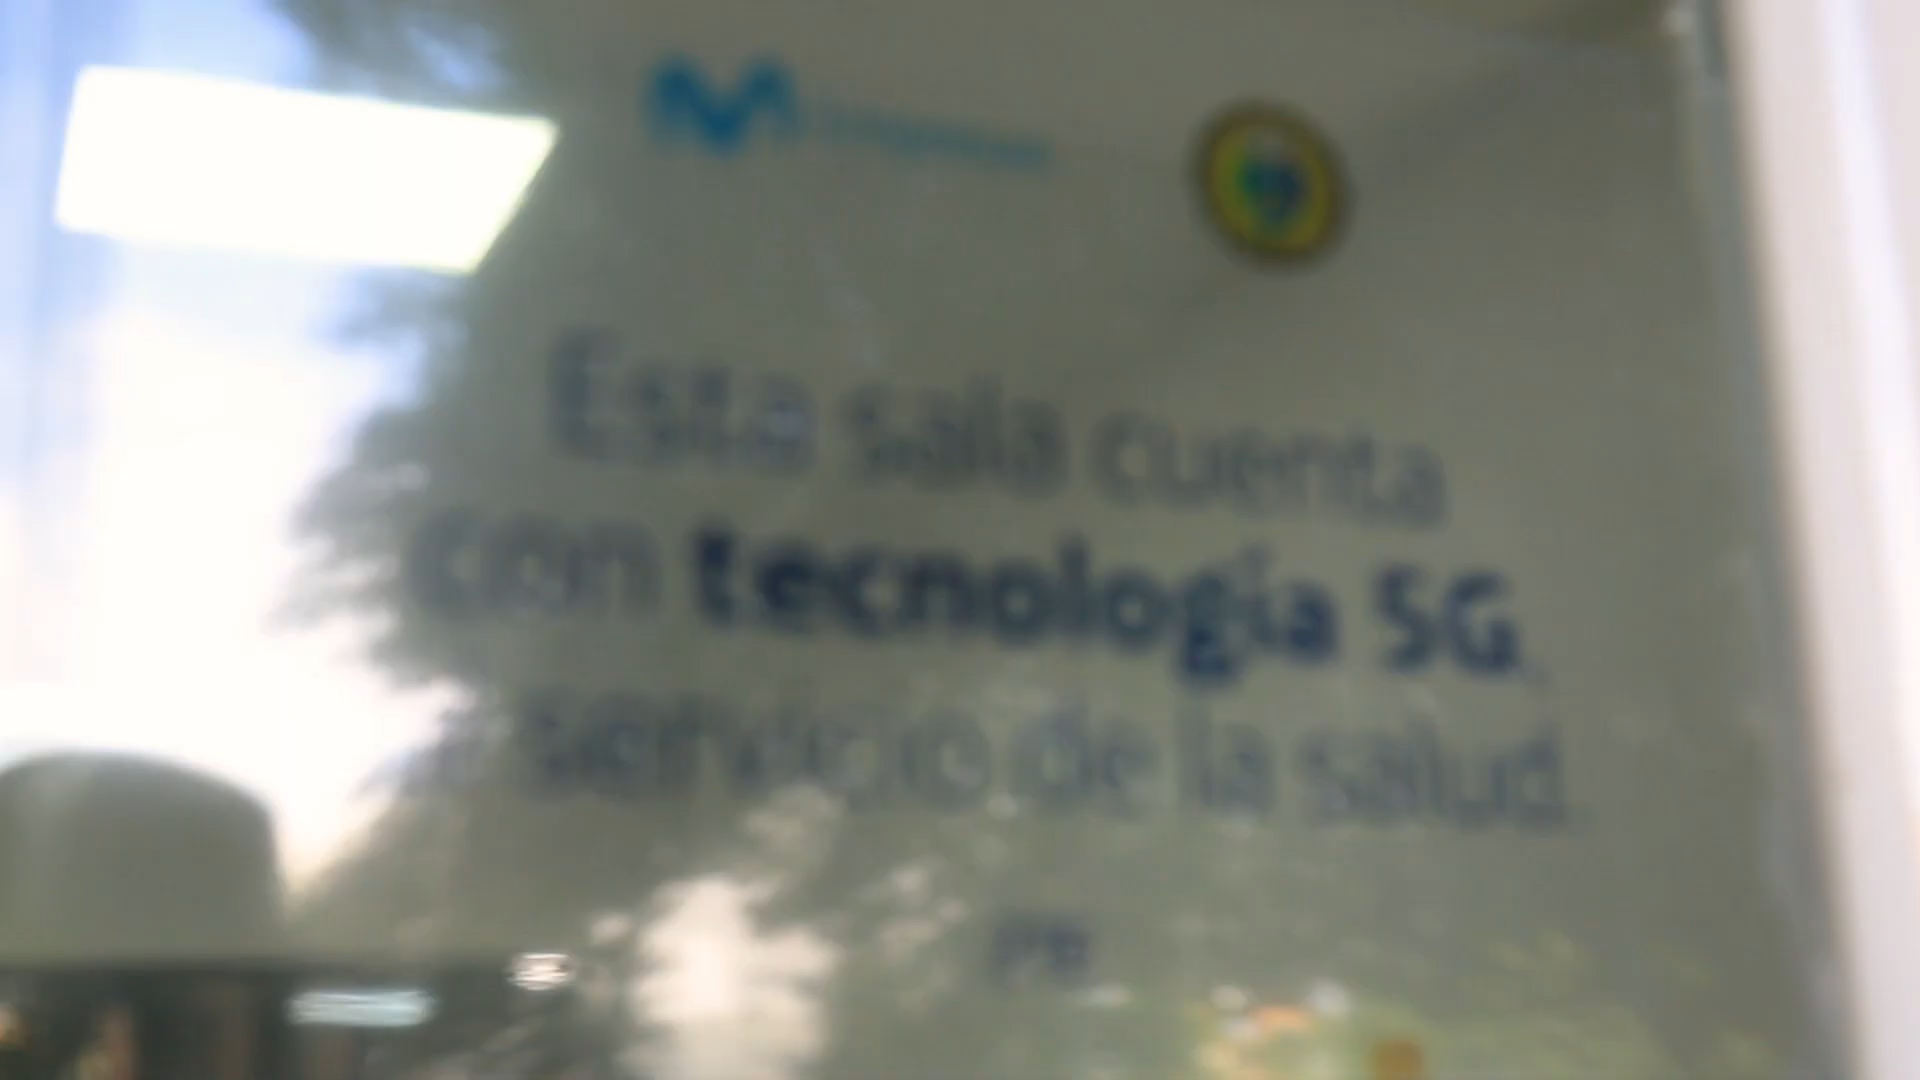 Esta sala cuenta
con tecnología 5G,
servicio de la salud.